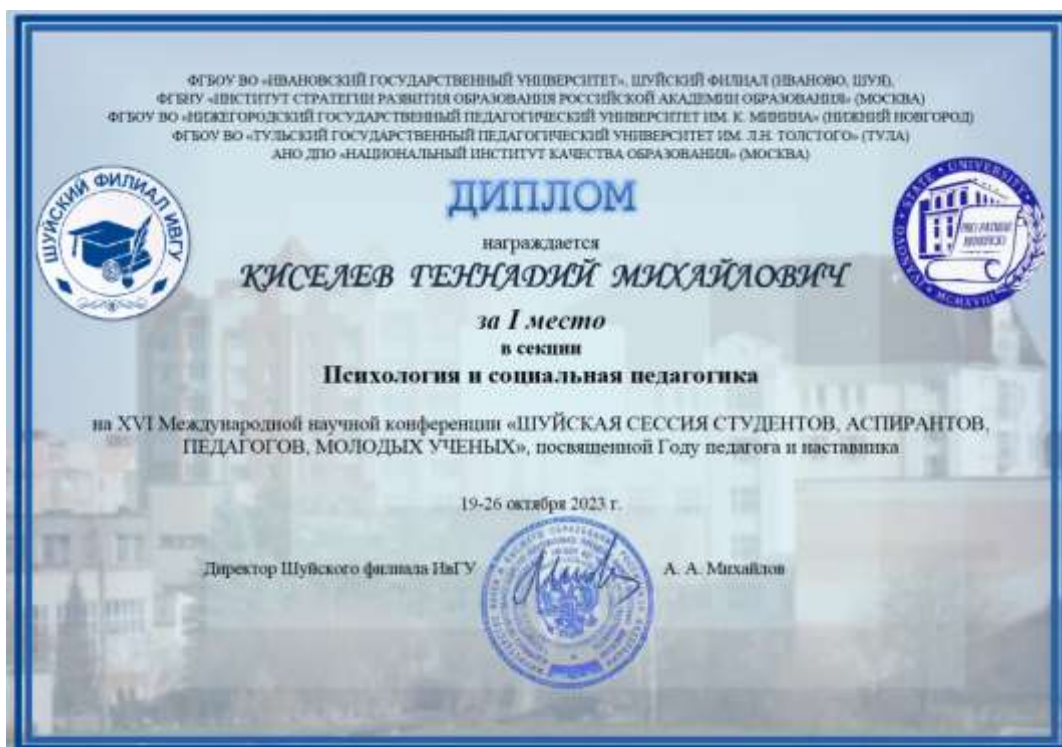 ФГБОУ ВО «ИВАНОВСКИЙ ГОСУДАРСТВЕННЫЙ УНИВЕРСИТЕТ», ШУЙСКИЙ ФИЛИАЛ (ИВАНОВО, ШУЯ),
ФГБНУ «ИНСТИТУТ СТРАТЕГИИ РАЗВИТИЯ ОБРАЗОВАНИЯ РОССИЙСКОЙ АКАДЕМИИ ОБРАЗОВАНИЯ» (МОСКВА)
ФГБОУ ВО «НИЖЕГОРОДСКИЙ ГОСУДАРСТВЕННЫЙ ПЕДАГОГИЧЕСКИЙ УНИВЕРСИТЕТ ИМ. К. МИНИНА» (НИЖНИЙ НОВГОРОД)
ФГБОУ ВО «ТУЛЬСКИЙ ГОСУДАРСТВЕННЫЙ ПЕДАГОГИЧЕСКИЙ УНИВЕРСИТЕТ ИМ. Л.Н. ТОЛСТОГО» (ТУЛА)
АНО ДПО «НАЦИОНАЛЬНЫЙ ИНСТИТУТ КАЧЕСТВА ОБРАЗОВАНИЯ» (МОСКВА)
ШУЙСКИЙ ФИЛИАЛ ИВГУ
IVANOVO • STATE • UNIVERSITY
MCMXVIII
ДИПЛОМ
награждается
КИСЕЛЕВ ГЕННАДИЙ МИХАЙЛОВИЧ
за I место
в секции
Психология и социальная педагогика
на XVI Международной научной конференции «ШУЙСКАЯ СЕССИЯ СТУДЕНТОВ, АСПИРАНТОВ,
ПЕДАГОГОВ, МОЛОДЫХ УЧЕНЫХ», посвященной Году педагога и наставника
19-26 октября 2023 г.
Директор Шуйского филиала ИвГУ А. А. Михайлов